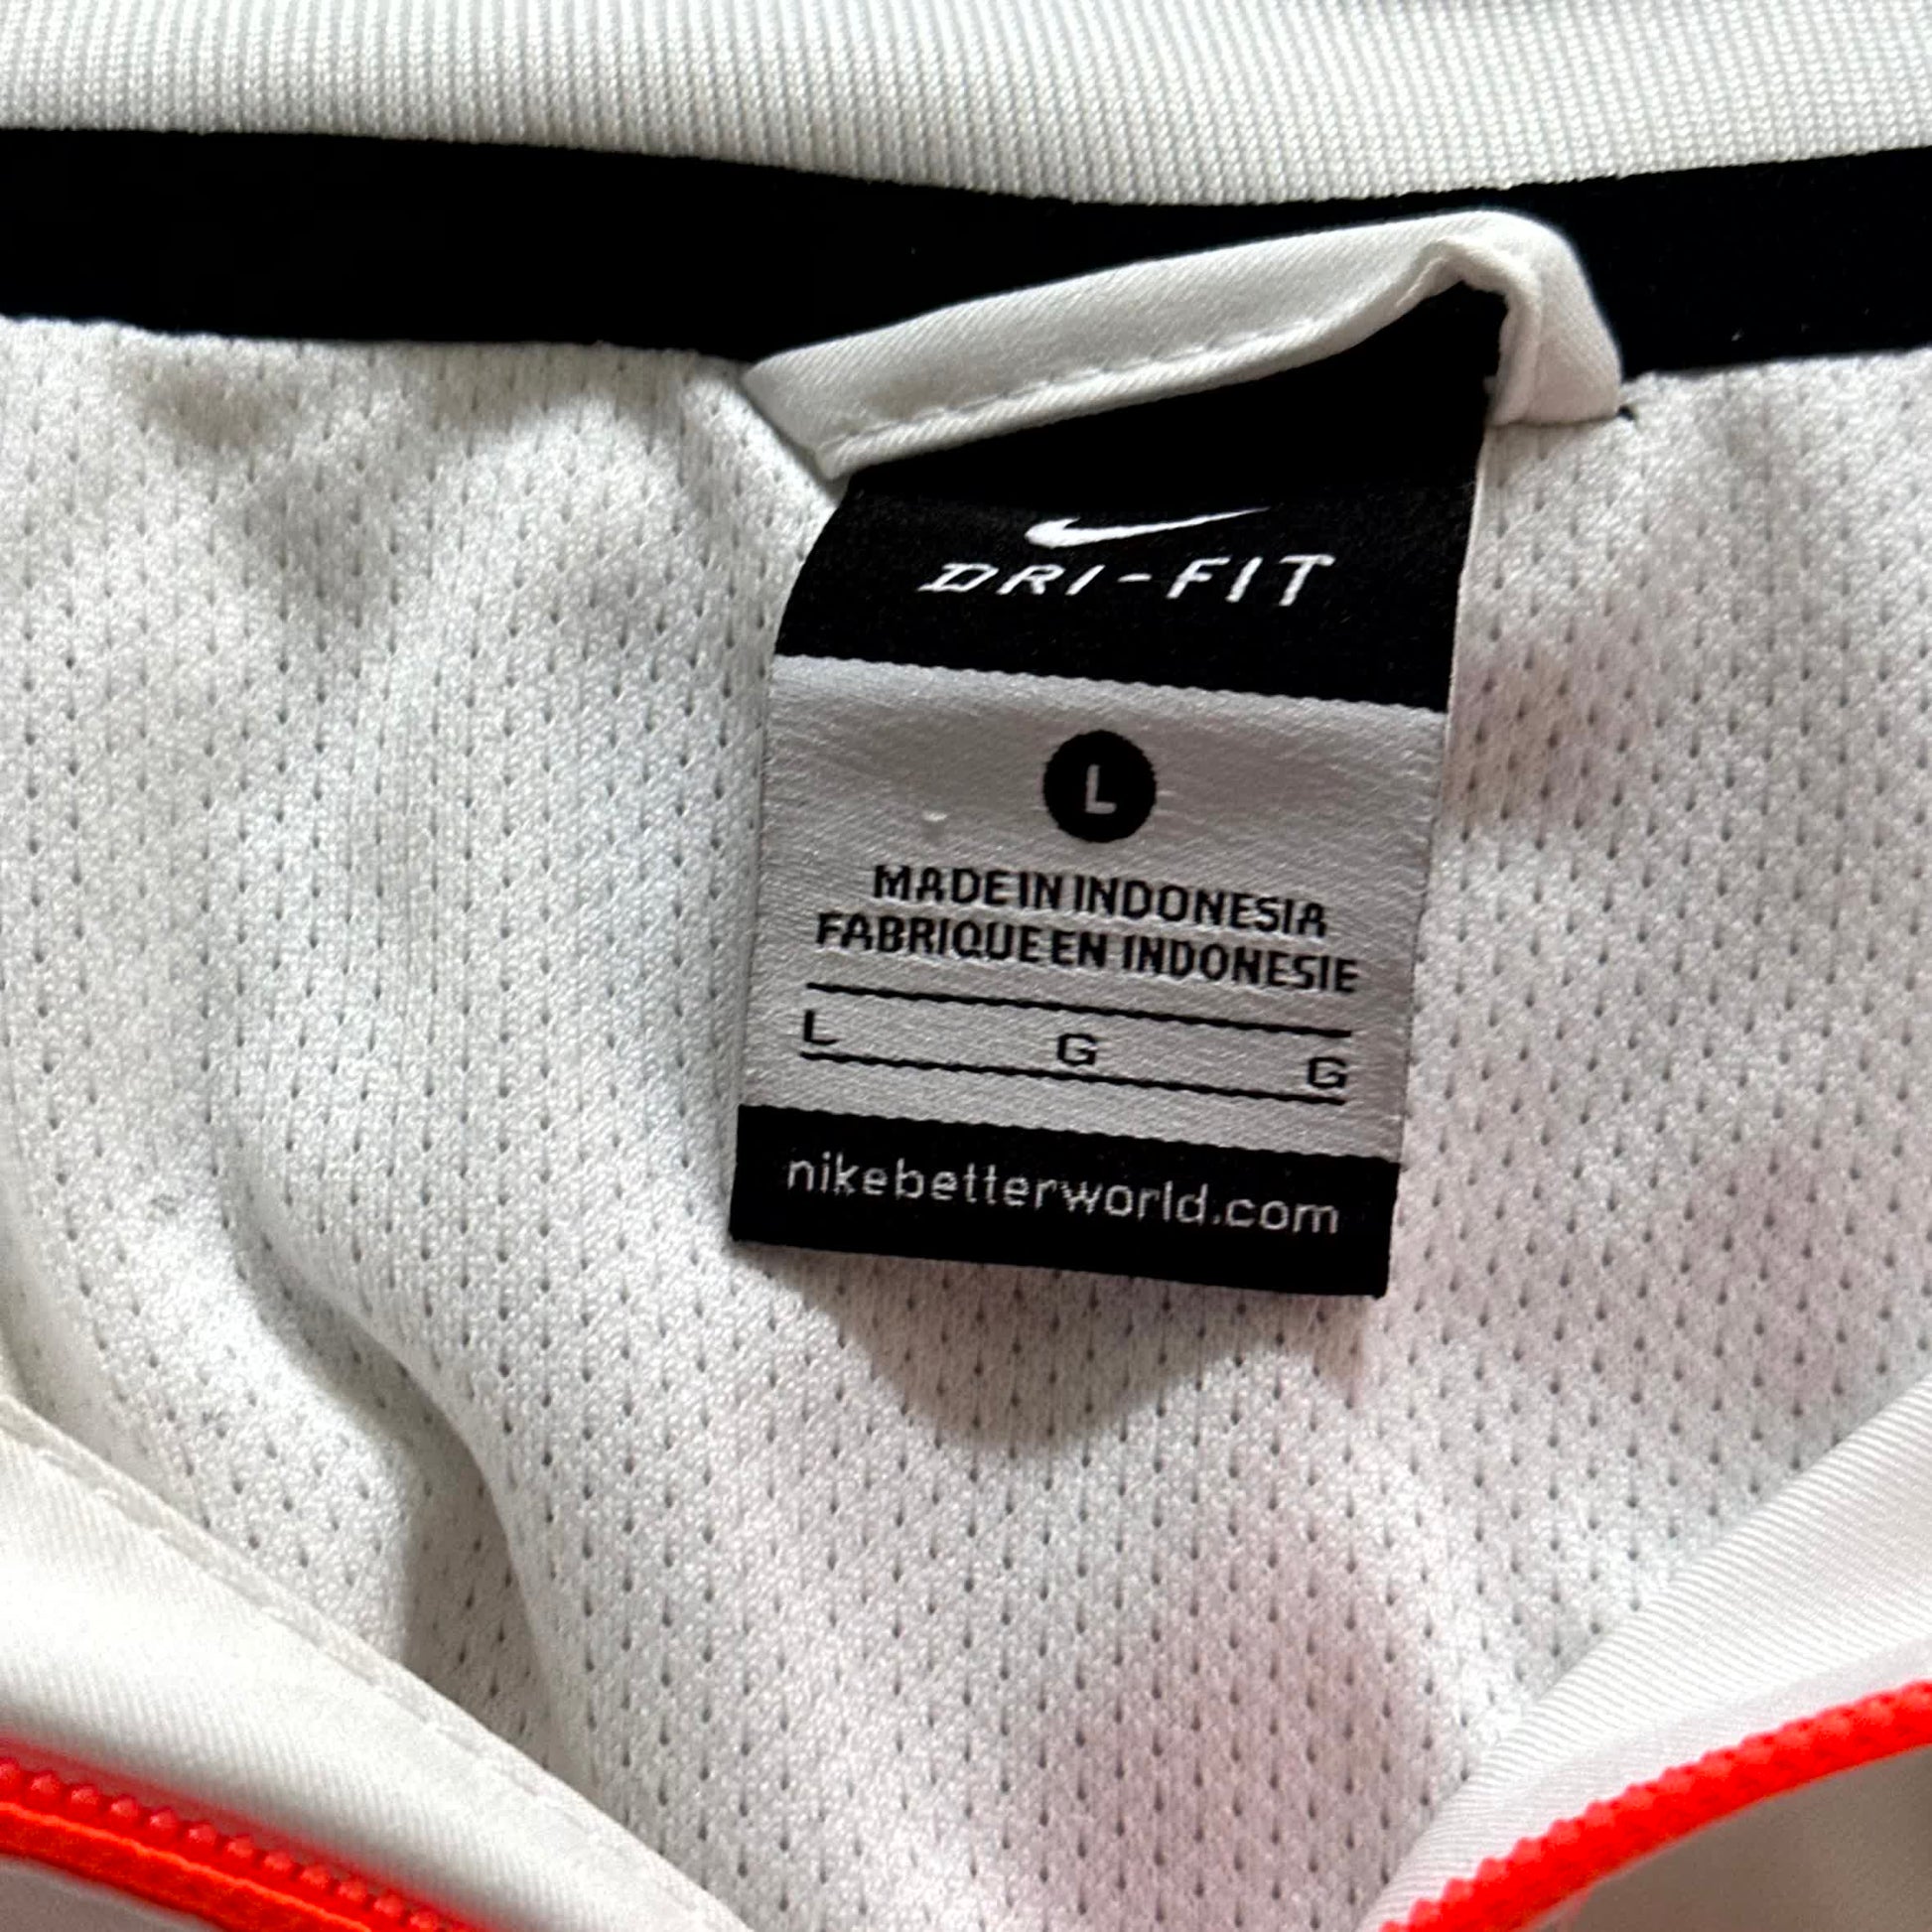 DRI-FIT
L
MADE IN INDONESIA
FABRIQUE EN INDONESIE
L G G
nikebetterworld.com